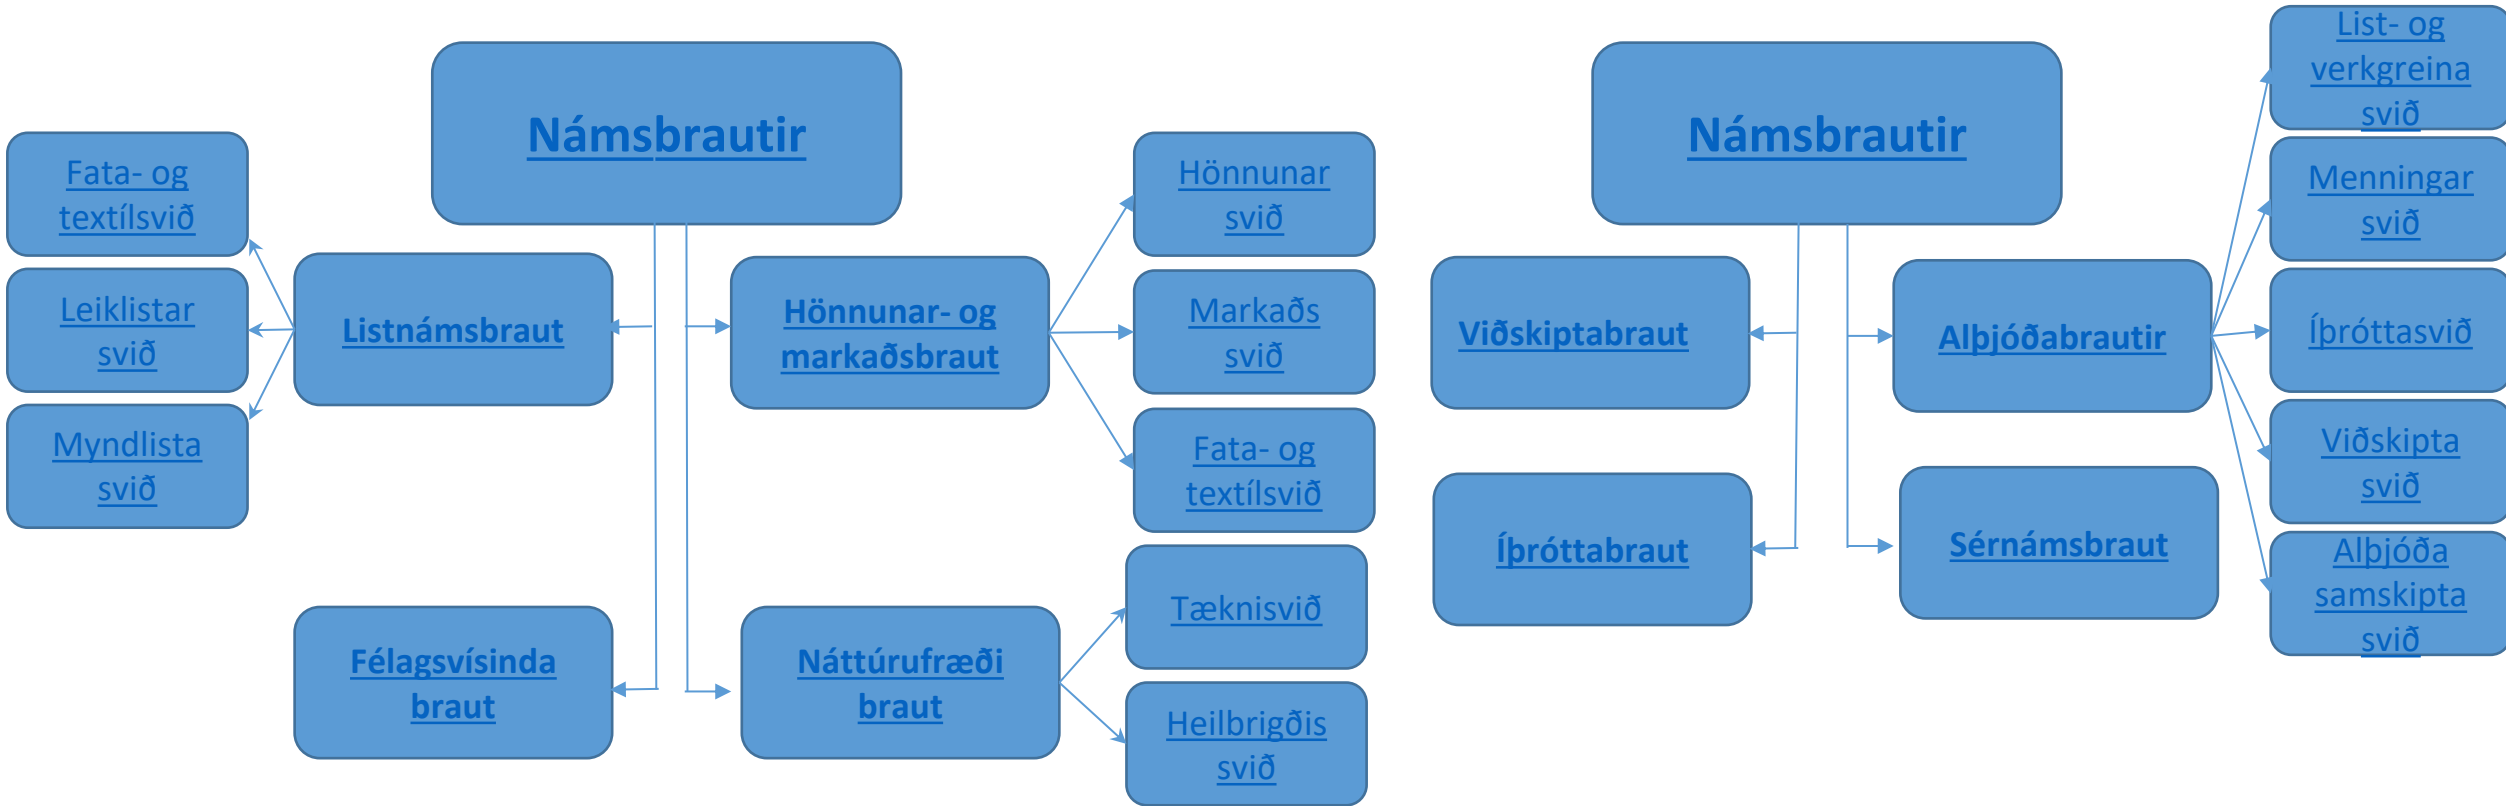 Námsbrautir
Fata- og
textílsvið
Leiklistar
svið
Myndlista
svið
Listnámsbraut
Hönnunar- og
markaðsbraut
Hönnunar
svið
Markaðs
svið
Fata- og
textílsvið
Félagsvísinda
braut
Náttúrufræði
braut
Tæknisvið
Heilbrigðis
svið
Námsbrautir
Viðskiptabraut
Alþjóðabrautir
Íþróttabraut
Sérnámsbraut
List- og
verkgreina
svið
Menningar
svið
Íþróttasvið
Viðskipta
svið
Alþjóða
samskipta
svið